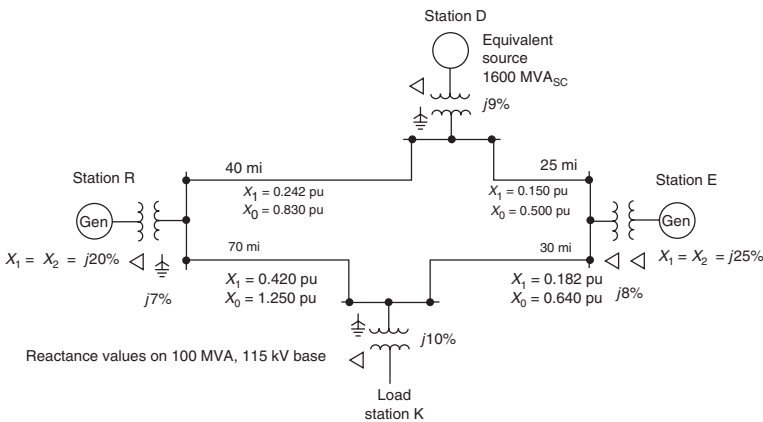 Station D
Equivalent
source
1600 MVA_SC
j9%
40 mi
X₁ = 0.242 pu
X₀ = 0.830 pu
25 mi
X₁ = 0.150 pu
X₀ = 0.500 pu
Station R
Gen
X₁ = X₂ = j20%
j7%
Station E
Gen
X₁ = X₂ = j25%
j8%
70 mi
X₁ = 0.420 pu
X₀ = 1.250 pu
30 mi
X₁ = 0.182 pu
X₀ = 0.640 pu
j10%
Reactance values on 100 MVA, 115 kV base
Load
station K